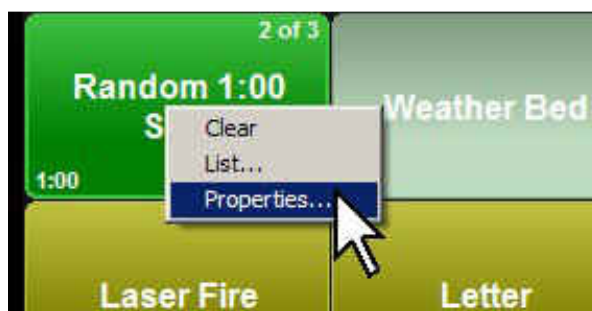 2 of 3
Random 1:00
S
1:00
Clear
List...
Properties...
Weather Bed
Laser Fire
Letter